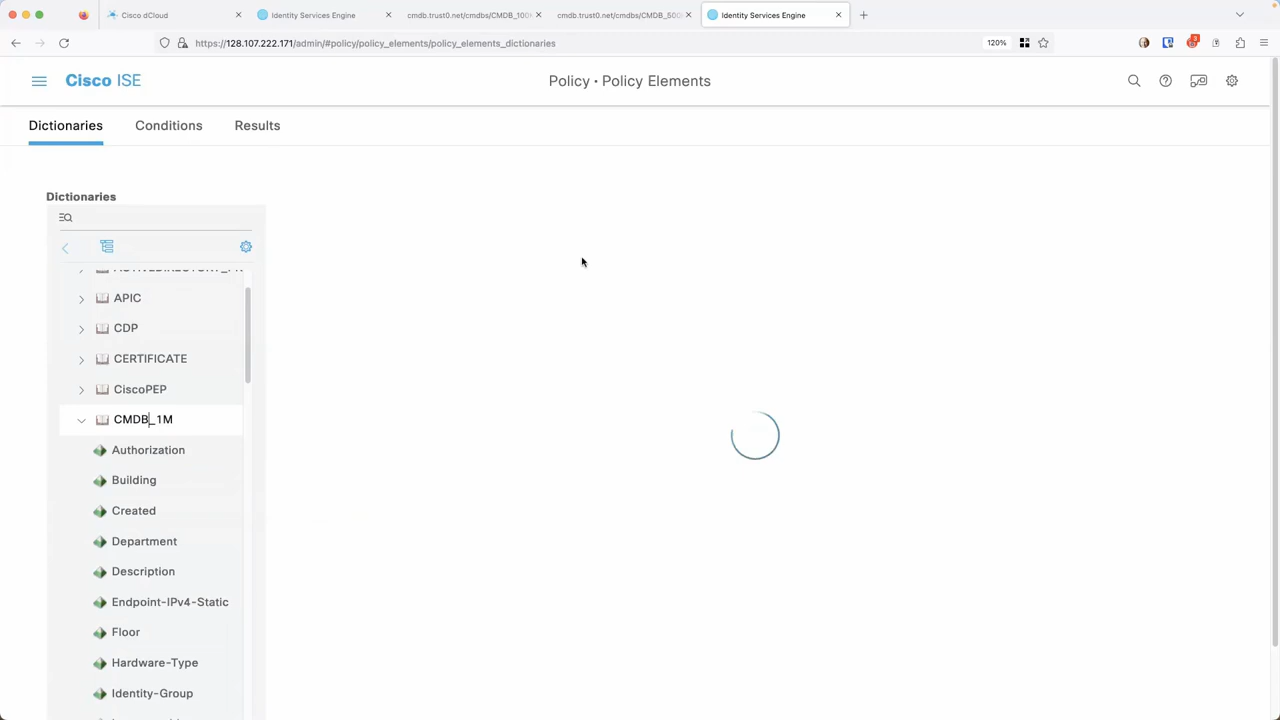 Cisco dCloud
Identity Services Engine
cmdb.trust0.net/cmdbs/CMDB_100
cmdb.trust0.net/cmdbs/CMDB_500
Identity Services Engine
https://128.107.222.171/admin/#policy/policy_elements/policy_elements_dictionaries
120%
Cisco ISE
Policy · Policy Elements
Dictionaries
Conditions
Results
Dictionaries
APIC
CDP
CERTIFICATE
CiscoPEP
CMDB_1M
Authorization
Building
Created
Department
Description
Endpoint-IPv4-Static
Floor
Hardware-Type
Identity-Group